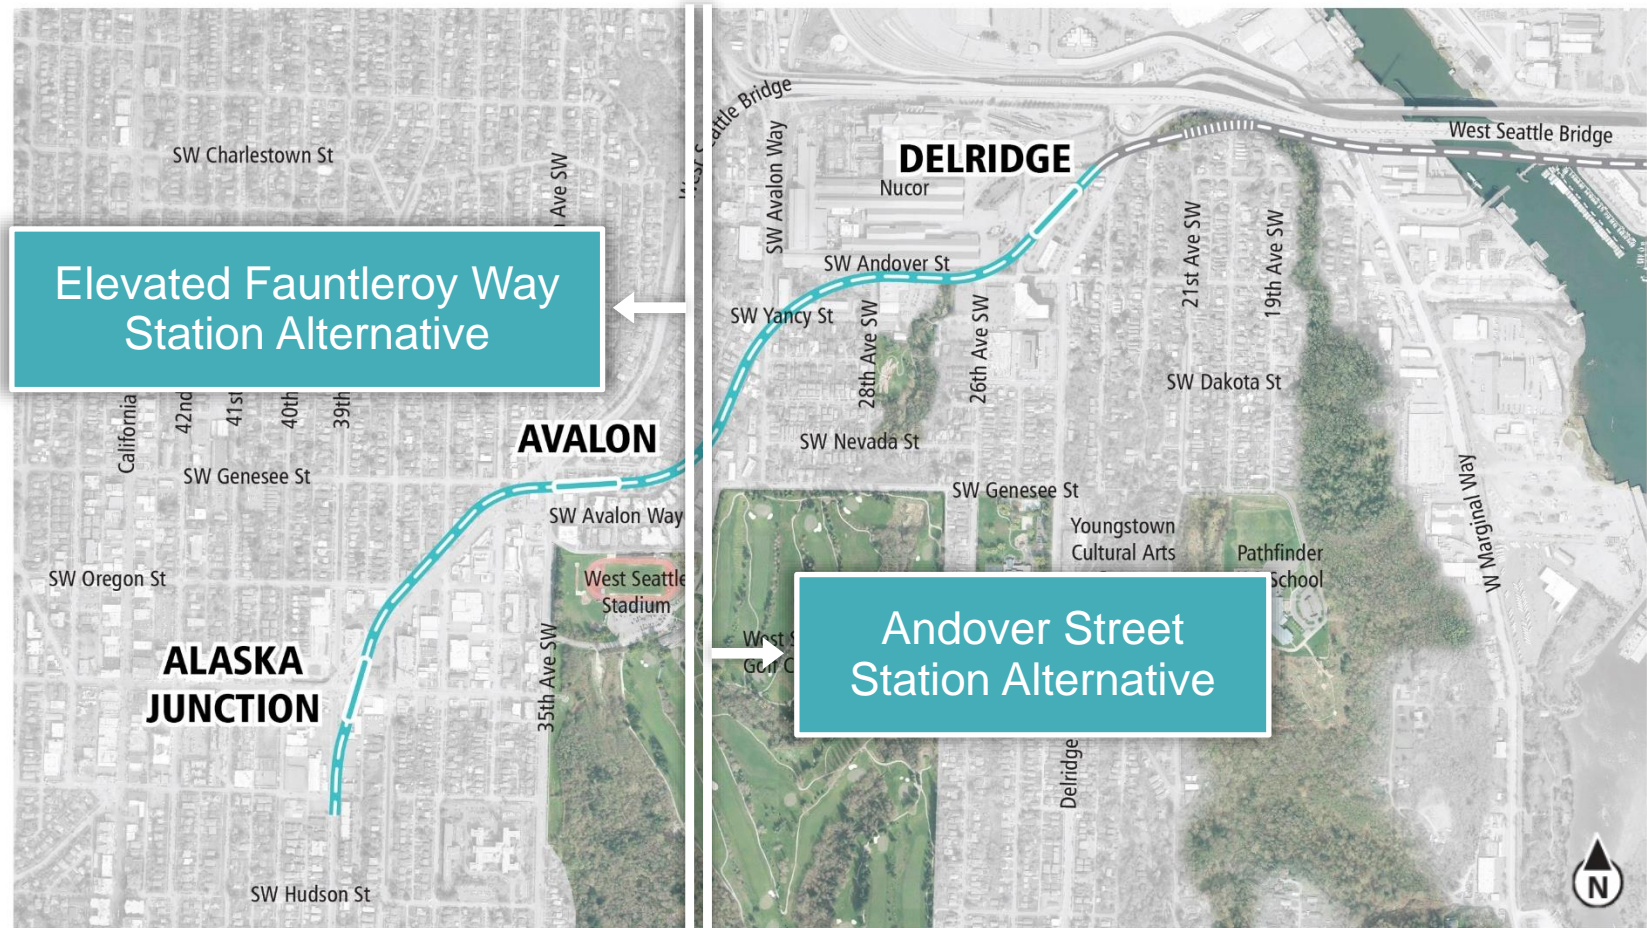 West Seattle Bridge
West Seattle Bridge
SW Charlestown St
Ave SW
SW Avalon Way
DELRIDGE
Nucor
21st Ave SW
19th Ave SW
Elevated Fauntleroy Way
Station Alternative
SW Andover St
SW Yancy St
28th Ave SW
26th Ave SW
SW Dakota St
California
42nd
41st
40th
39th
AVALON
SW Nevada St
SW Genesee St
SW Genesee St
SW Avalon Way
Youngstown
Cultural Arts
Pathfinder
School
W Marginal Way
SW Oregon St
West Seattle
Stadium
35th Ave SW
West S
Golf C
Andover Street
Station Alternative
ALASKA
JUNCTION
Delridge
SW Hudson St
N